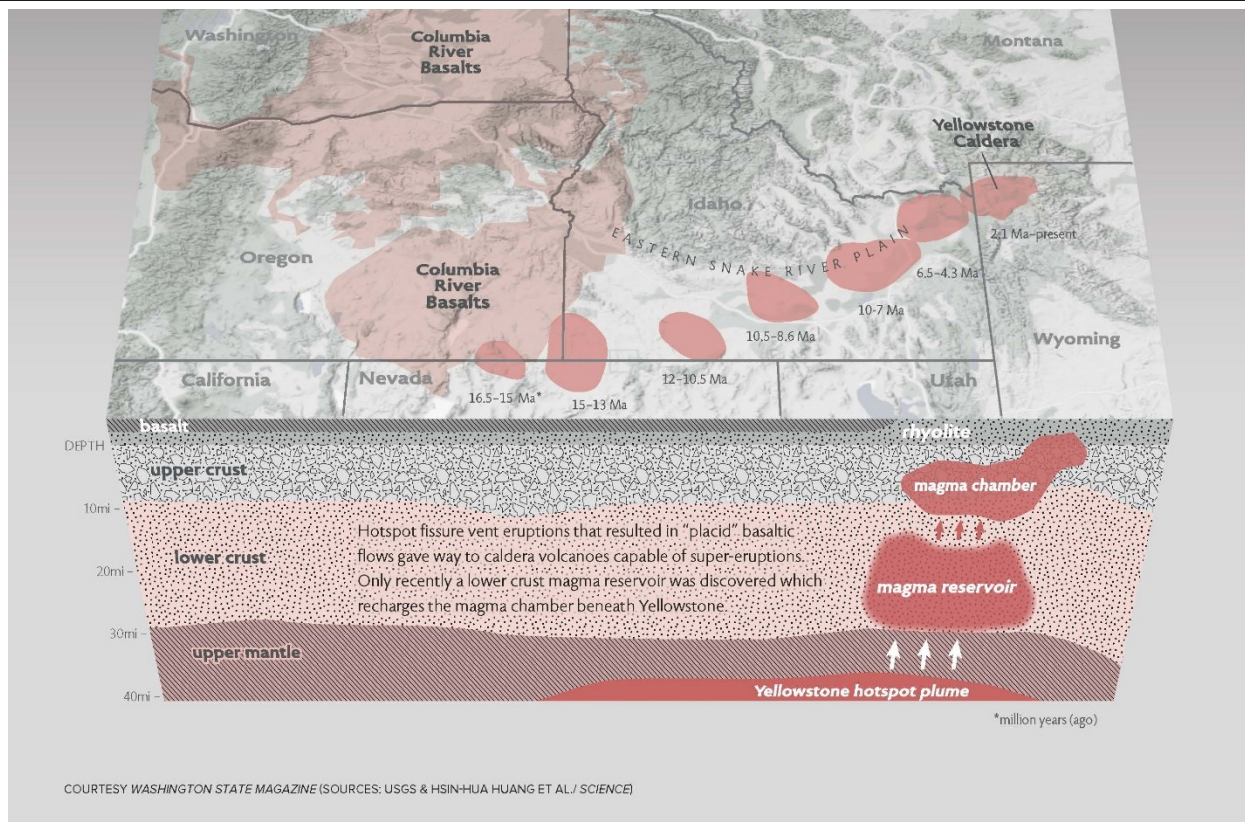 Washington
Columbia
River
Basalts
Montana
Yellowstone
Caldera
Idaho
EASTERN SNAKE RIVER PLAIN
2.1 Ma–present
Oregon
Columbia
River
Basalts
6.5–4.3 Ma
10-7 Ma
10.5–8.6 Ma
Wyoming
California
Nevada
12–10.5 Ma
Utah
16.5–15 Ma*
15–13 Ma
basalt
rhyolite
DEPTH
upper crust
magma chamber
10mi
Hotspot fissure vent eruptions that resulted in “placid” basaltic
flows gave way to caldera volcanoes capable of super-eruptions.
Only recently a lower crust magma reservoir was discovered which
recharges the magma chamber beneath Yellowstone.
lower crust
20mi
magma reservoir
30mi
upper mantle
40mi
Yellowstone hotspot plume
*million years (ago)
COURTESY WASHINGTON STATE MAGAZINE (SOURCES: USGS & HSIN-HUA HUANG ET AL./ SCIENCE)